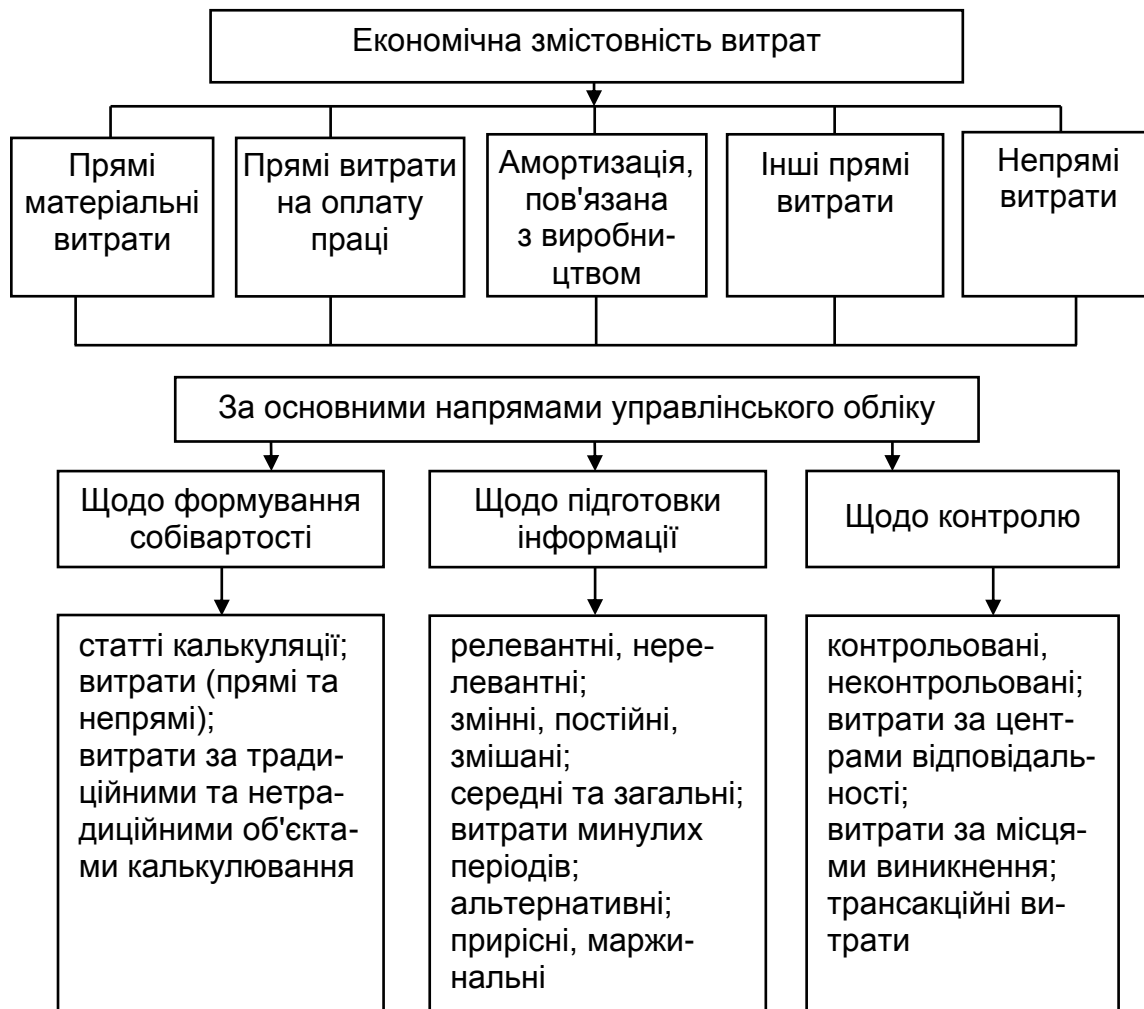 Економічна змістовність витрат
Прямі
матеріальні
витрати
Прямі витрати
на оплату
праці
Амортизація,
пов'язана
з виробни-
цтвом
Інші прямі
витрати
Непрямі
витрати
За основними напрямами управлінського обліку
Щодо формування
собівартості
Щодо підготовки
інформації
Щодо контролю
статті калькуляції;
витрати (прямі та
непрямі);
витрати за тради-
ційними та нетра-
диційними об'єкта-
ми калькулювання
релевантні, нере-
левантні;
змінні, постійні,
змішані;
середні та загальні;
витрати минулих
періодів;
альтернативні;
прирісні, маржи-
нальні
контрольовані,
неконтрольовані;
витрати за цент-
рами відповідаль-
ності;
витрати за місця-
ми виникнення;
трансакційні ви-
трати